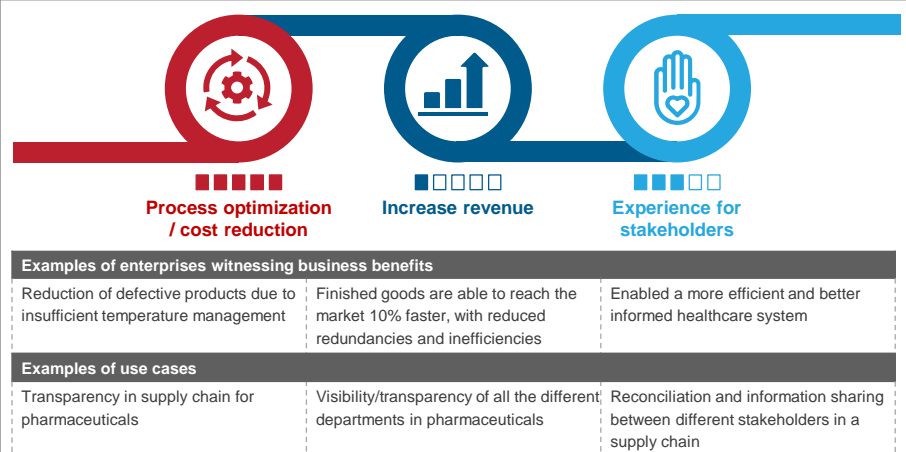 Process optimization
/ cost reduction
Increase revenue
Experience for
stakeholders
Examples of enterprises witnessing business benefits
Reduction of defective products due to
insufficient temperature management
Finished goods are able to reach the
market 10% faster, with reduced
redundancies and inefficiencies
Enabled a more efficient and better
informed healthcare system
Examples of use cases
Transparency in supply chain for
pharmaceuticals
Visibility/transparency of all the different
departments in pharmaceuticals
Reconciliation and information sharing
between different stakeholders in a
supply chain